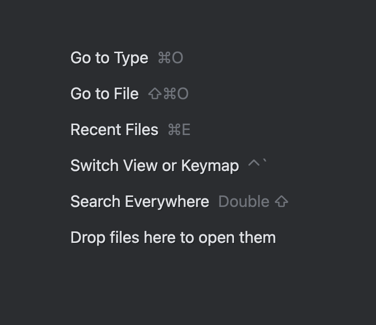 Go to Type ⌘O
Go to File ⇧⌘O
Recent Files ⌘E
Switch View or Keymap ⌃`
Search Everywhere Double ⇧
Drop files here to open them